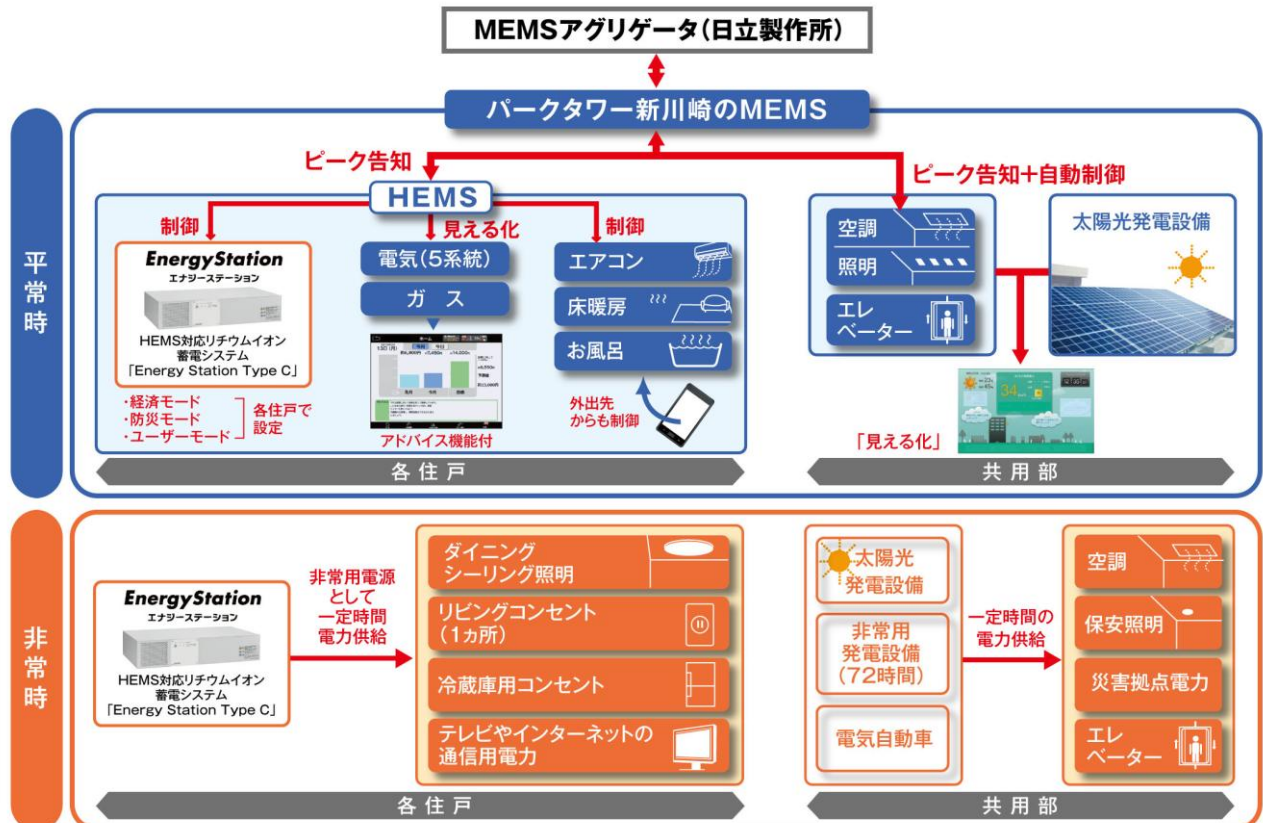 MEMSアグリゲータ(日立製作所)
パークタワー新川崎のMEMS
平常時
ピーク告知
HEMS
制御
見える化
制御
EnergyStation
エナジーステーション
HEMS対応リチウムイオン
蓄電システム
「Energy Station Type C」
・経済モード
・防災モード
・ユーザーモード
各住戸で
設定
電気(5系統)
ガス
アドバイス機能付
エアコン
床暖房
お風呂
外出先
からも制御
各住戸
ピーク告知+自動制御
空調
照明
エレ
ベーター
太陽光発電設備
「見える化」
共用部
非常時
EnergyStation
エナジーステーション
HEMS対応リチウムイオン
蓄電システム
「Energy Station Type C」
非常用電源
として
一定時間
電力供給
ダイニング
シーリング照明
リビングコンセント
(1ヵ所)
冷蔵庫用コンセント
テレビやインターネットの
通信用電力
各住戸
太陽光
発電設備
非常用
発電設備
(72時間)
電気自動車
一定時間の
電力供給
空調
保安照明
災害拠点電力
エレ
ベーター
共用部